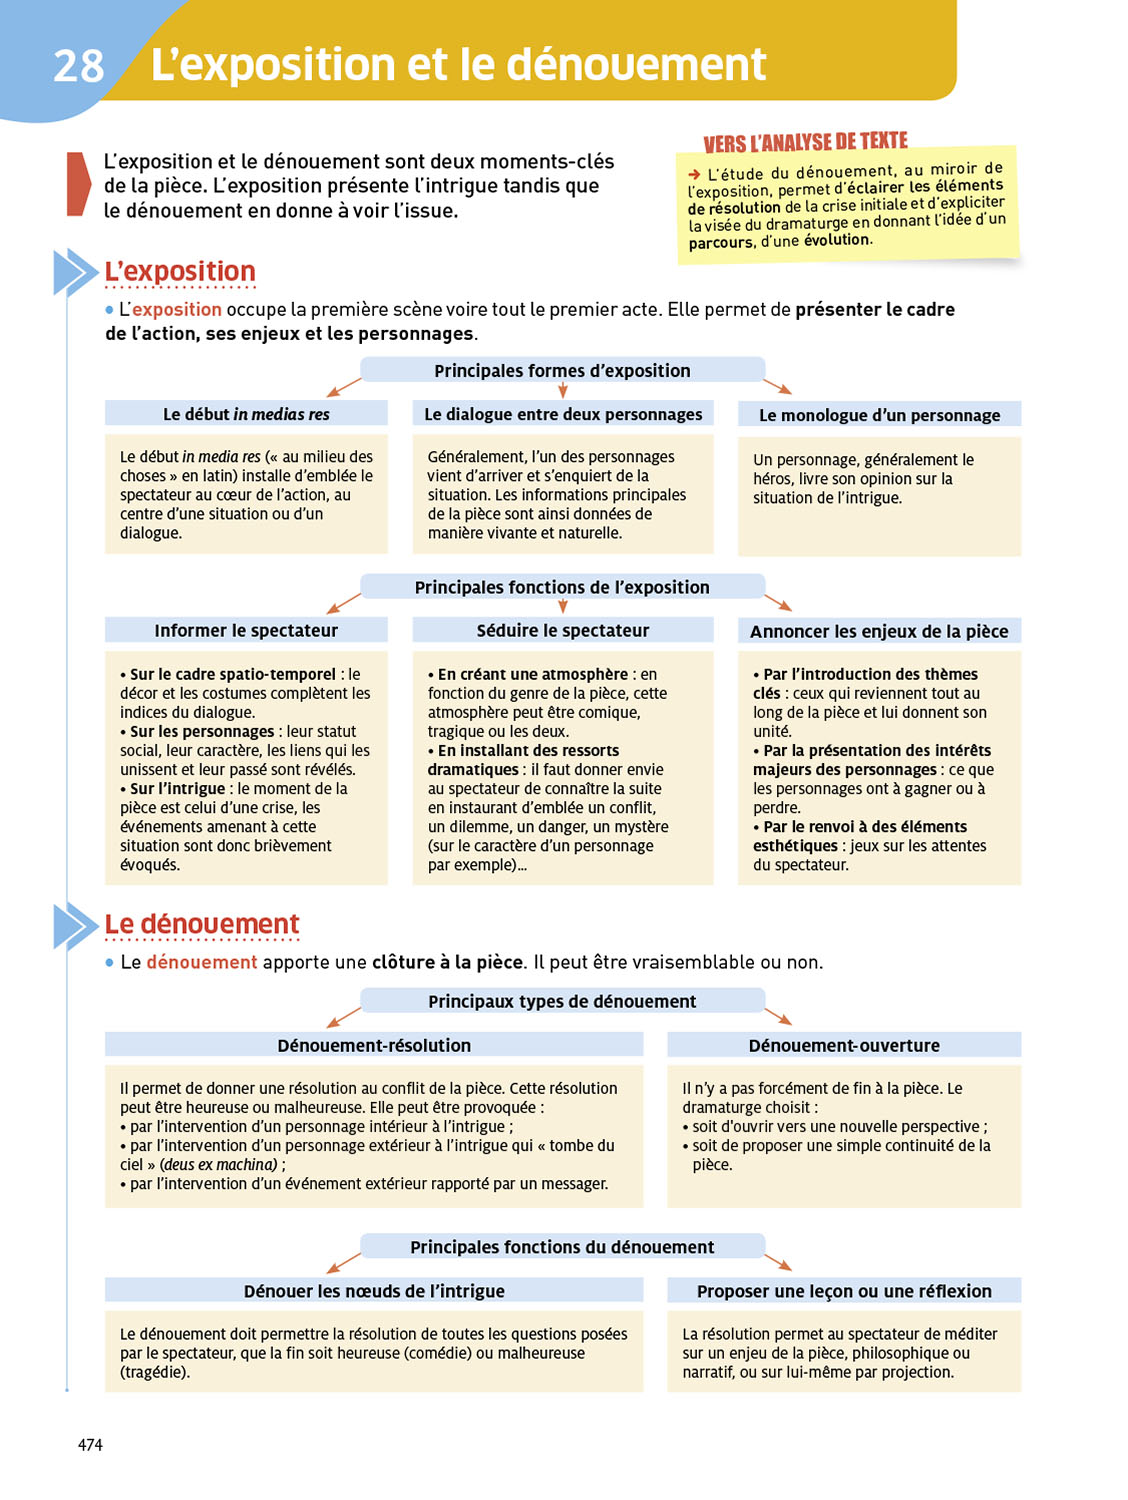 28
L’exposition et le dénouement
L’exposition et le dénouement sont deux moments-clés
de la pièce. L’exposition présente l’intrigue tandis que
le dénouement en donne à voir l’issue.
VERS L’ANALYSE DE TEXTE
➔ L’étude du dénouement, au miroir de
l’exposition, permet d’éclairer les éléments
de résolution de la crise initiale et d’expliciter
la visée du dramaturge en donnant l’idée d’un
parcours, d’une évolution.
L’exposition
• L’exposition occupe la première scène voire tout le premier acte. Elle permet de présenter le cadre
de l’action, ses enjeux et les personnages.
Principales formes d’exposition
Le début in medias res
Le début in media res (« au milieu des
choses » en latin) installe d’emblée le
spectateur au cœur de l’action, au
centre d’une situation ou d’un
dialogue.
Le dialogue entre deux personnages
Généralement, l’un des personnages
vient d’arriver et s’enquiert de la
situation. Les informations principales
de la pièce sont ainsi données de
manière vivante et naturelle.
Le monologue d’un personnage
Un personnage, généralement le
héros, livre son opinion sur la
situation de l’intrigue.
Principales fonctions de l’exposition
Informer le spectateur
• Sur le cadre spatio-temporel : le
décor et les costumes complètent les
indices du dialogue.
• Sur les personnages : leur statut
social, leur caractère, les liens qui les
unissent et leur passé sont révélés.
• Sur l’intrigue : le moment de la
pièce est celui d’une crise, les
événements amenant à cette
situation sont donc brièvement
évoqués.
Séduire le spectateur
• En créant une atmosphère : en
fonction du genre de la pièce, cette
atmosphère peut être comique,
tragique ou les deux.
• En installant des ressorts
dramatiques : il faut donner envie
au spectateur de connaître la suite
en instaurant d’emblée un conflit,
un dilemme, un danger, un mystère
(sur le caractère d’un personnage
par exemple)…
Annoncer les enjeux de la pièce
• Par l’introduction des thèmes
clés : ceux qui reviennent tout au
long de la pièce et lui donnent son
unité.
• Par la présentation des intérêts
majeurs des personnages : ce que
les personnages ont à gagner ou à
perdre.
• Par le renvoi à des éléments
esthétiques : jeux sur les attentes
du spectateur.
Le dénouement
• Le dénouement apporte une clôture à la pièce. Il peut être vraisemblable ou non.
Principaux types de dénouement
Dénouement-résolution
Il permet de donner une résolution au conflit de la pièce. Cette résolution
peut être heureuse ou malheureuse. Elle peut être provoquée :
• par l’intervention d’un personnage intérieur à l’intrigue ;
• par l’intervention d’un personnage extérieur à l’intrigue qui « tombe du
ciel » (deus ex machina) ;
• par l’intervention d’un événement extérieur rapporté par un messager.
Dénouement-ouverture
Il n’y a pas forcément de fin à la pièce. Le
dramaturge choisit :
• soit d'ouvrir vers une nouvelle perspective ;
• soit de proposer une simple continuité de la
pièce.
Principales fonctions du dénouement
Dénouer les nœuds de l’intrigue
Le dénouement doit permettre la résolution de toutes les questions posées
par le spectateur, que la fin soit heureuse (comédie) ou malheureuse
(tragédie).
Proposer une leçon ou une réflexion
La résolution permet au spectateur de méditer
sur un enjeu de la pièce, philosophique ou
narratif, ou sur lui-même par projection.
474